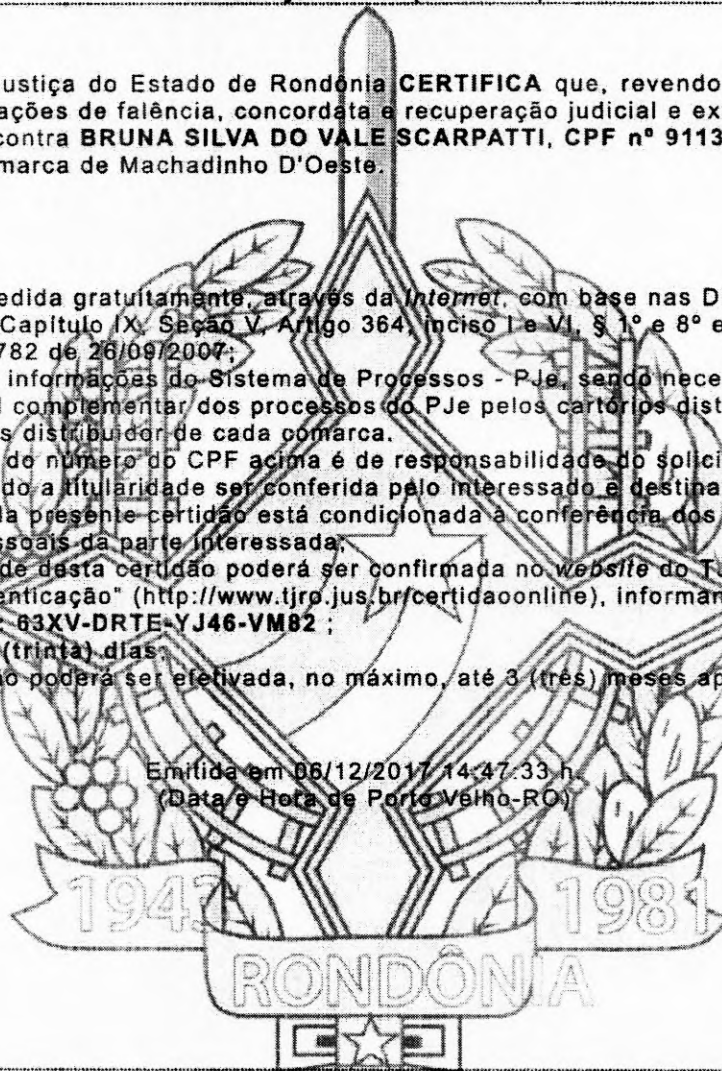 ustiça do Estado de Rondônia CERTIFICA que, revendo
ações de falência, concordata e recuperação judicial e ex
contra BRUNA SILVA DO VALE SCARPATTI, CPF nº 9113
marca de Machadinho D'Oeste.
edida gratuitamente, através da Internet, com base nas D
Capitulo IX, Seção V, Artigo 364, inciso I e VI, § 1º e 8º e
782 de 26/09/2007;
informações do Sistema de Processos - PJe, sendo nece
l complementar dos processos do PJe pelos cartórios dist
s distribuidor de cada comarca.
do número do CPF acima é de responsabilidade do solici
do a titularidade ser conferida pelo interessado e destina
da presente certidão está condicionada à conferência dos
ssoais da parte interessada;
de desta certidão poderá ser confirmada no website do T
enticação" (http://www.tjro.jus.br/certidaoonline), informan
: 63XV-DRTE-YJ46-VM82 ;
(trinta) dias;
ão poderá ser efetivada, no máximo, até 3 (três) meses ap
Emitida em 06/12/2017 14:47:33 h.
(Data e Hora de Porto Velho-RO)
1943 1981
RONDÔNIA